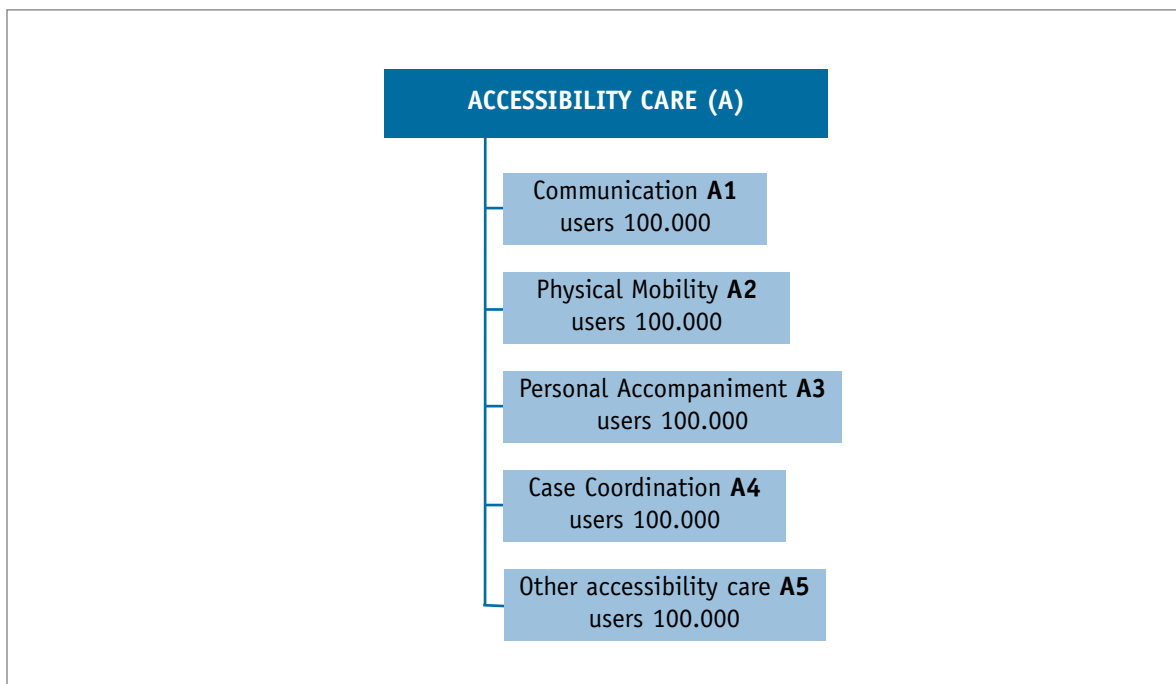 ACCESSIBILITY CARE (A)
Communication A1
users 100.000
Physical Mobility A2
users 100.000
Personal Accompaniment A3
users 100.000
Case Coordination A4
users 100.000
Other accessibility care A5
users 100.000